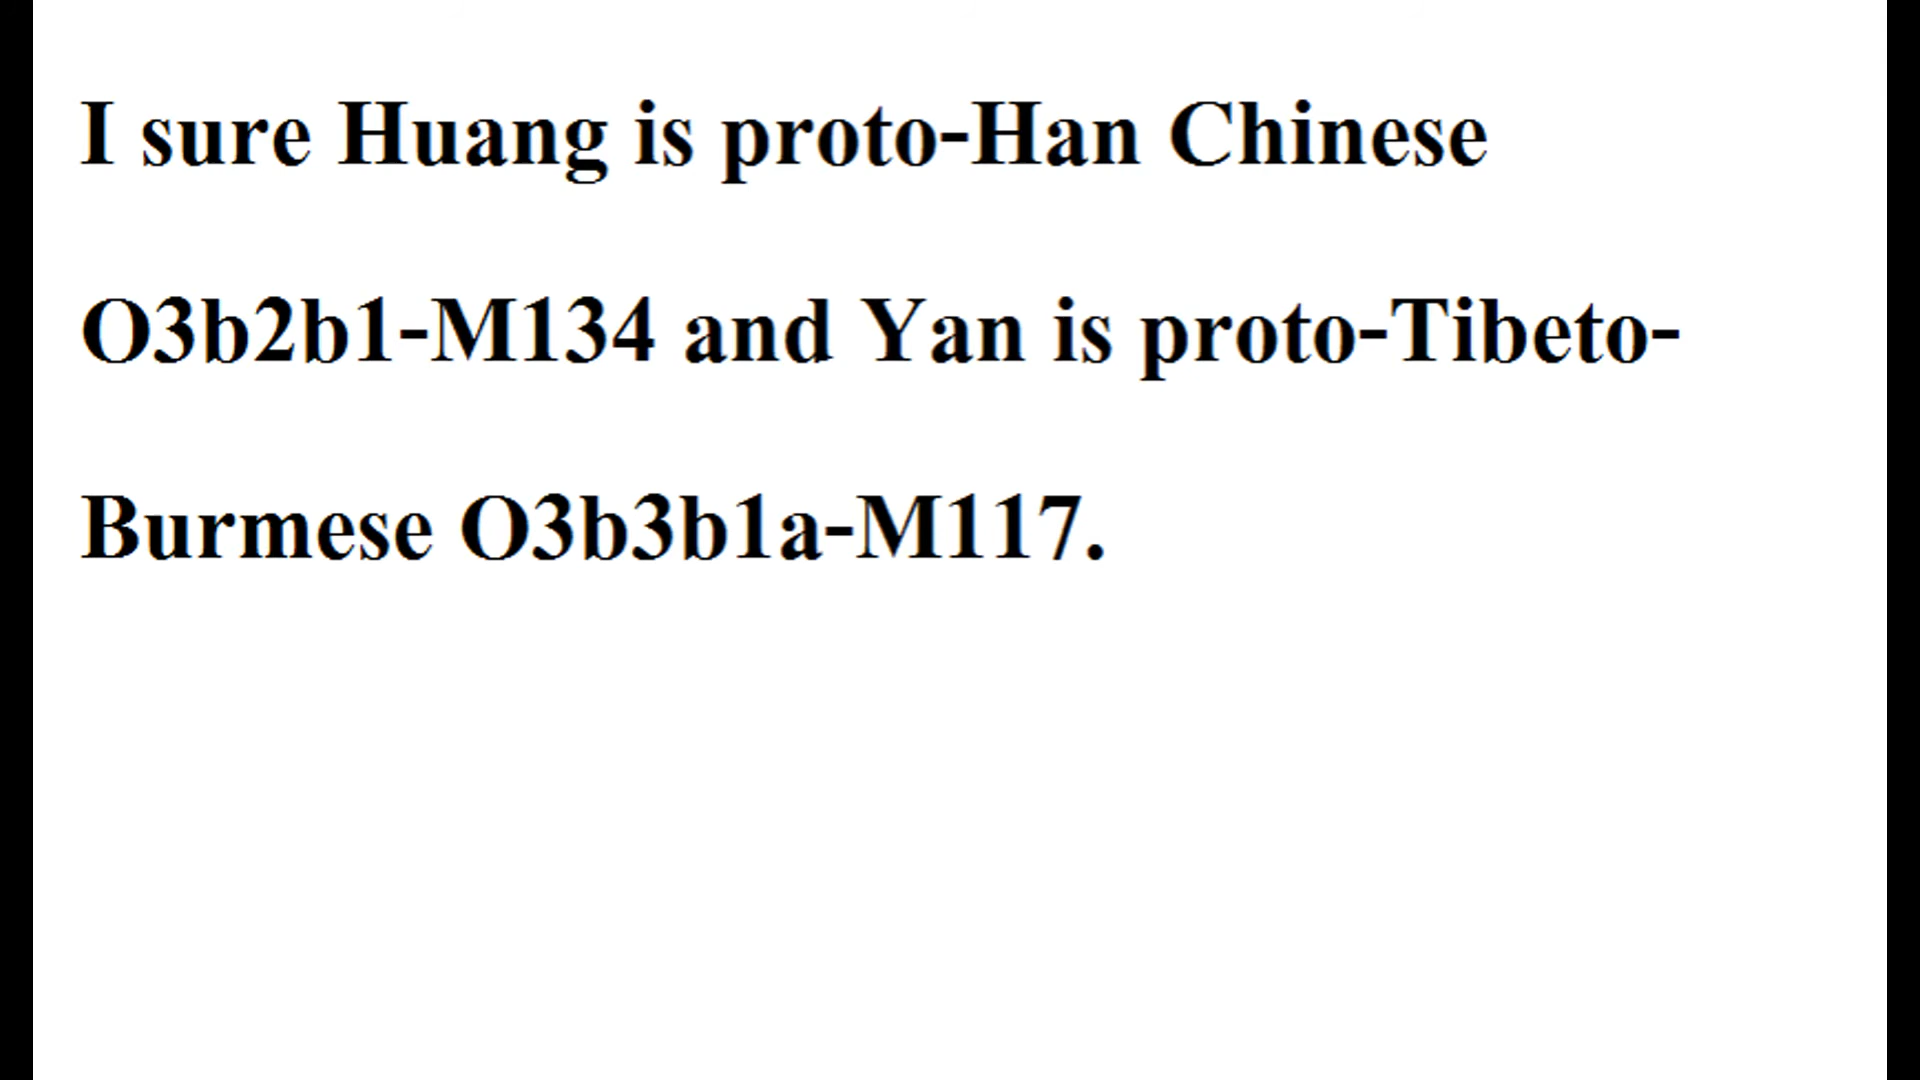 I sure Huang is proto-Han Chinese
O3b2b1-M134 and Yan is proto-Tibeto-
Burmese O3b3b1a-M117.